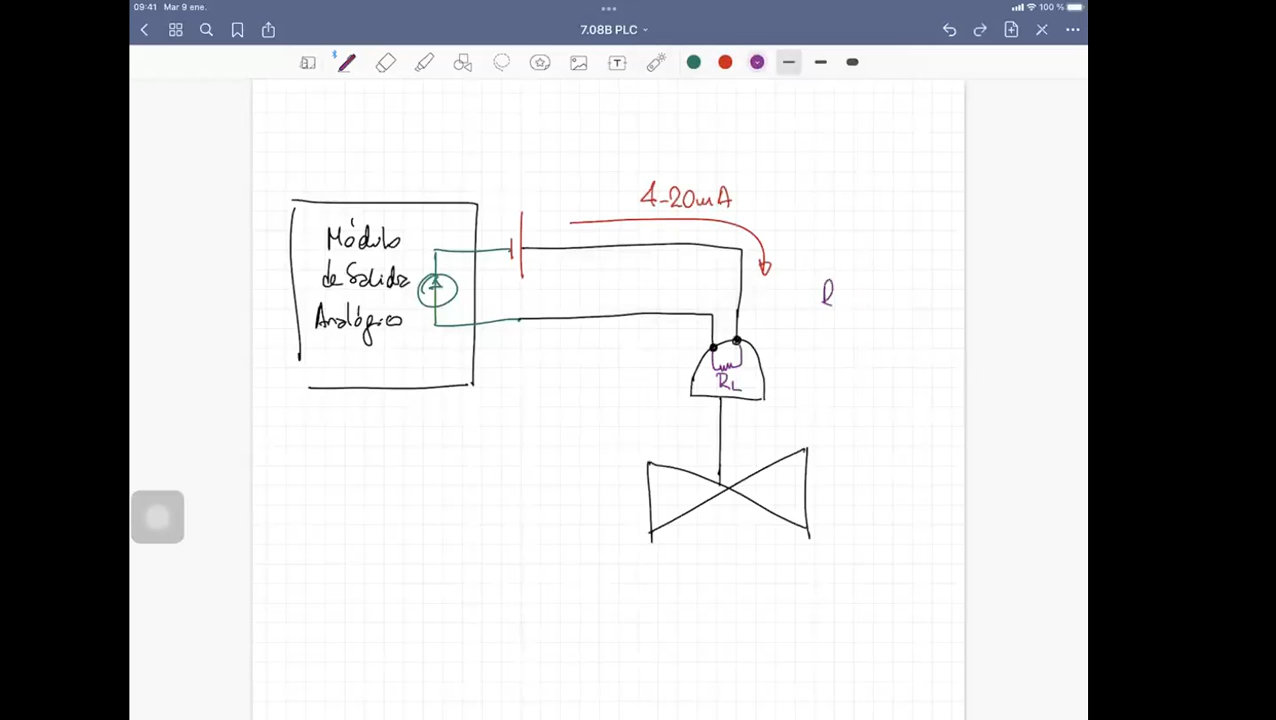 09:41 Mar 9 ene.
100 %
7.08B PLC
4-20mA
Módulo
de Salida
Analógica
R
RL